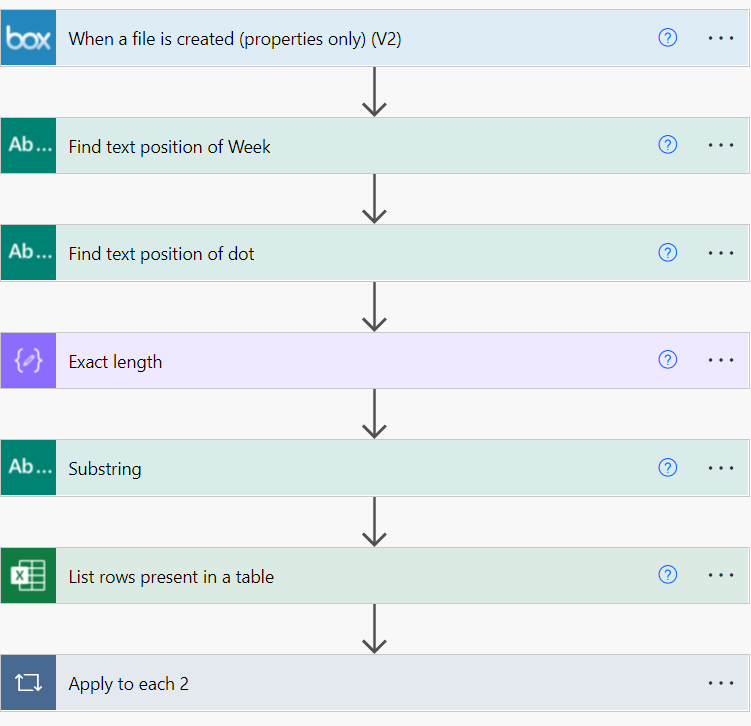 box When a file is created (properties only) (V2)
Ab... Find text position of Week
Ab... Find text position of dot
Exact length
Ab... Substring
List rows present in a table
Apply to each 2